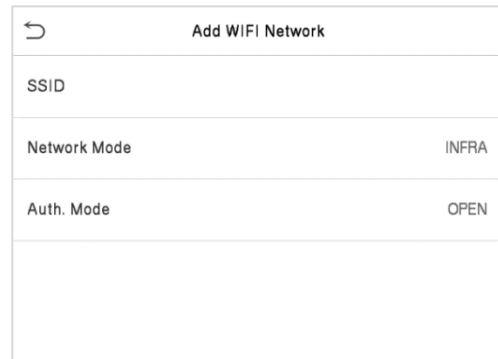 Add WIFI Network
SSID
Network Mode INFRA
Auth. Mode OPEN